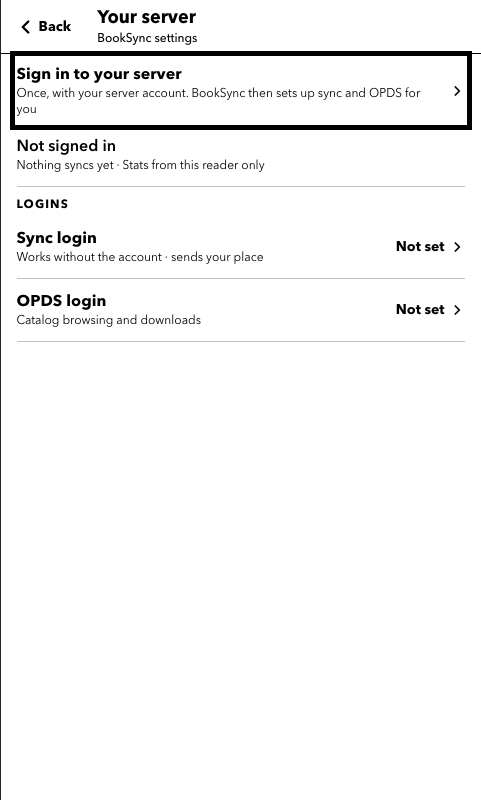 Back
Your server
BookSync settings
Sign in to your server
Once, with your server account. BookSync then sets up sync and OPDS for
you
Not signed in
Nothing syncs yet · Stats from this reader only
LOGINS
Sync login
Works without the account · sends your place
Not set
OPDS login
Catalog browsing and downloads
Not set